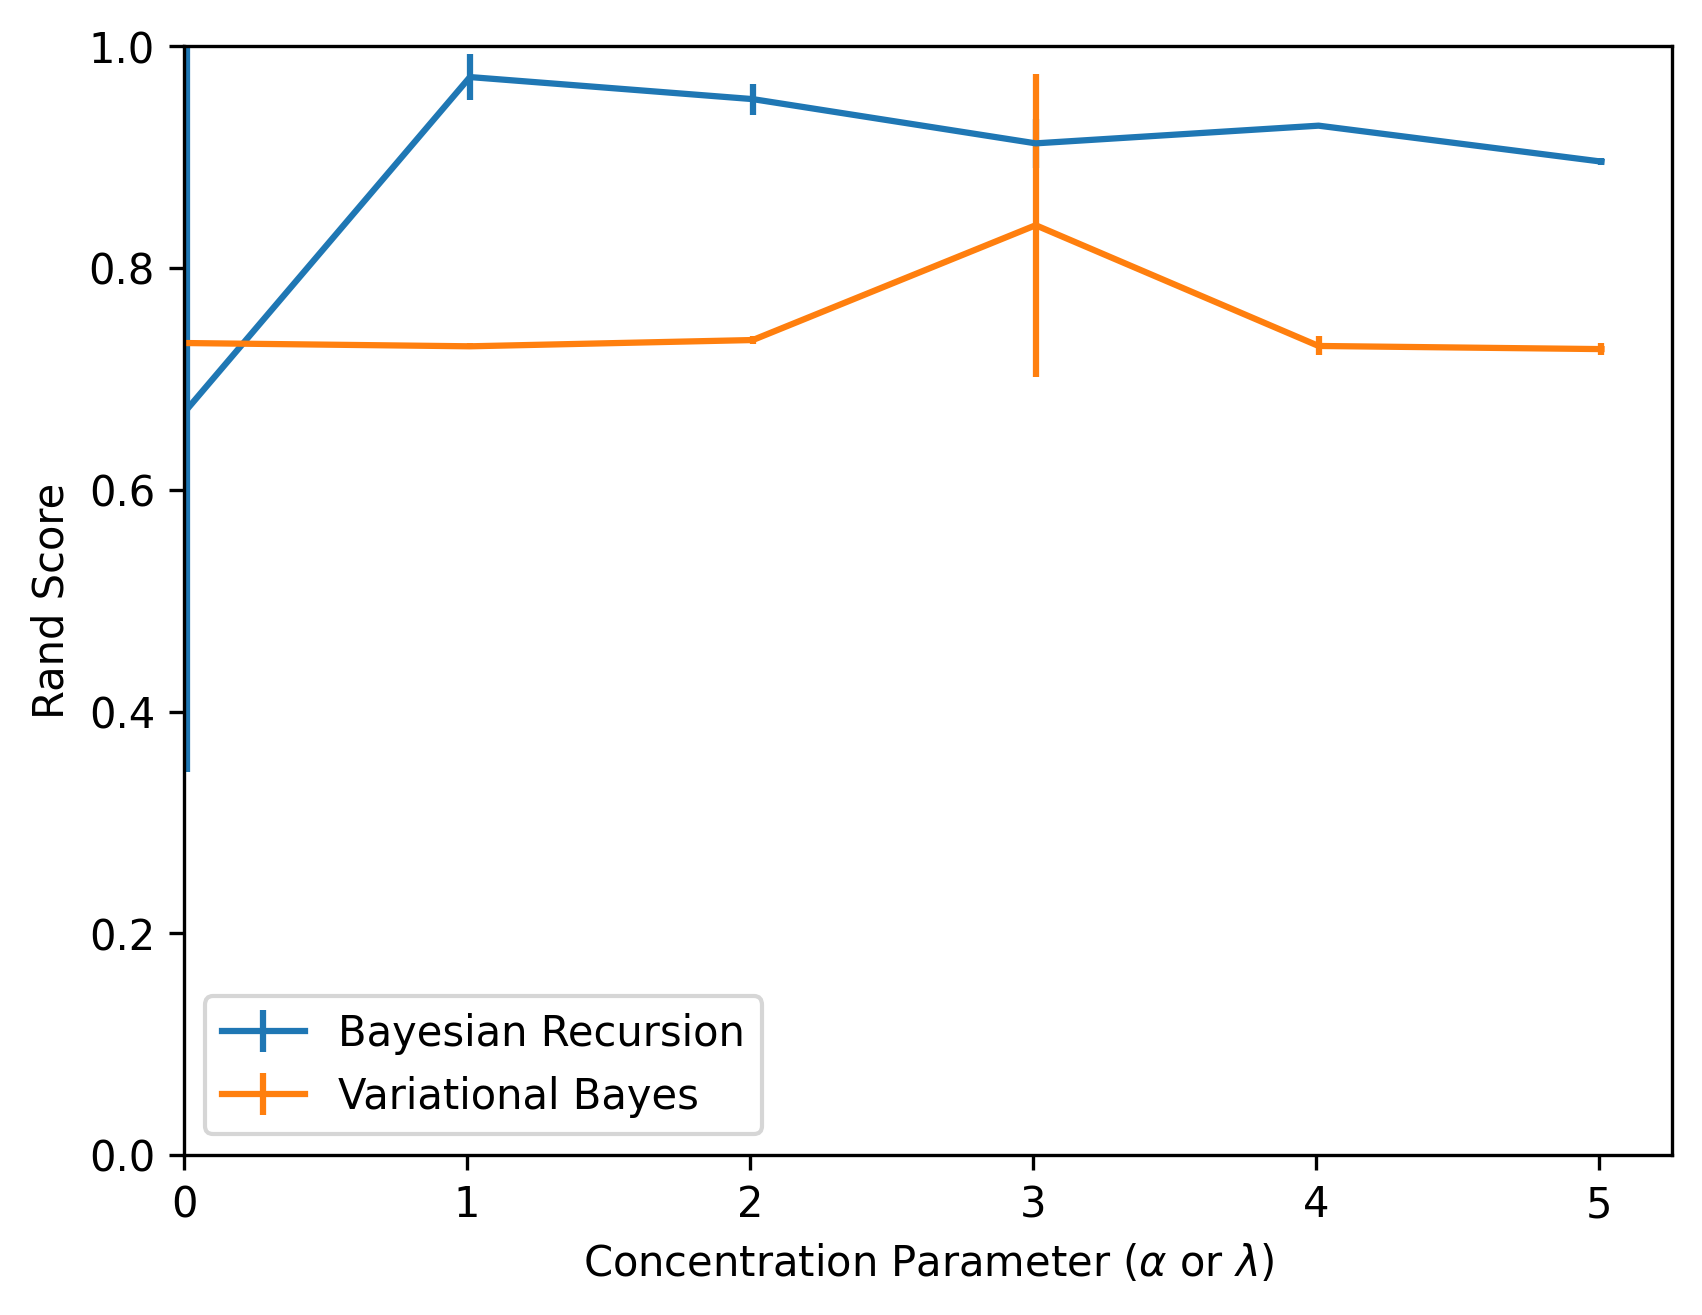 1.0
0.8
0.6
0.4
0.2
0.0
Rand Score
Bayesian Recursion
Variational Bayes
0 1 2 3 4 5
Concentration Parameter (α or λ)